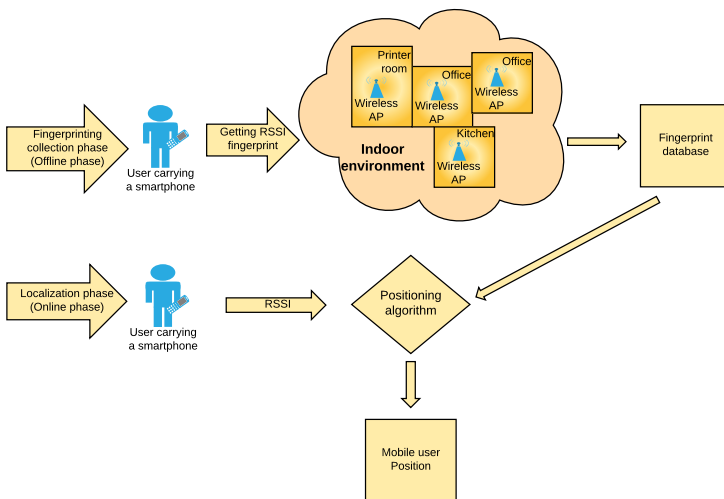 Fingerprinting
collection phase
(Offline phase)
User carrying
a smartphone
Getting RSSI
fingerprint
Printer
room
Wireless
AP
Office
Wireless
AP
Office
Wireless
AP
Kitchen
Wireless
AP
Indoor
environment
Fingerprint
database
Localization phase
(Online phase)
User carrying
a smartphone
RSSI
Positioning
algorithm
Mobile user
Position